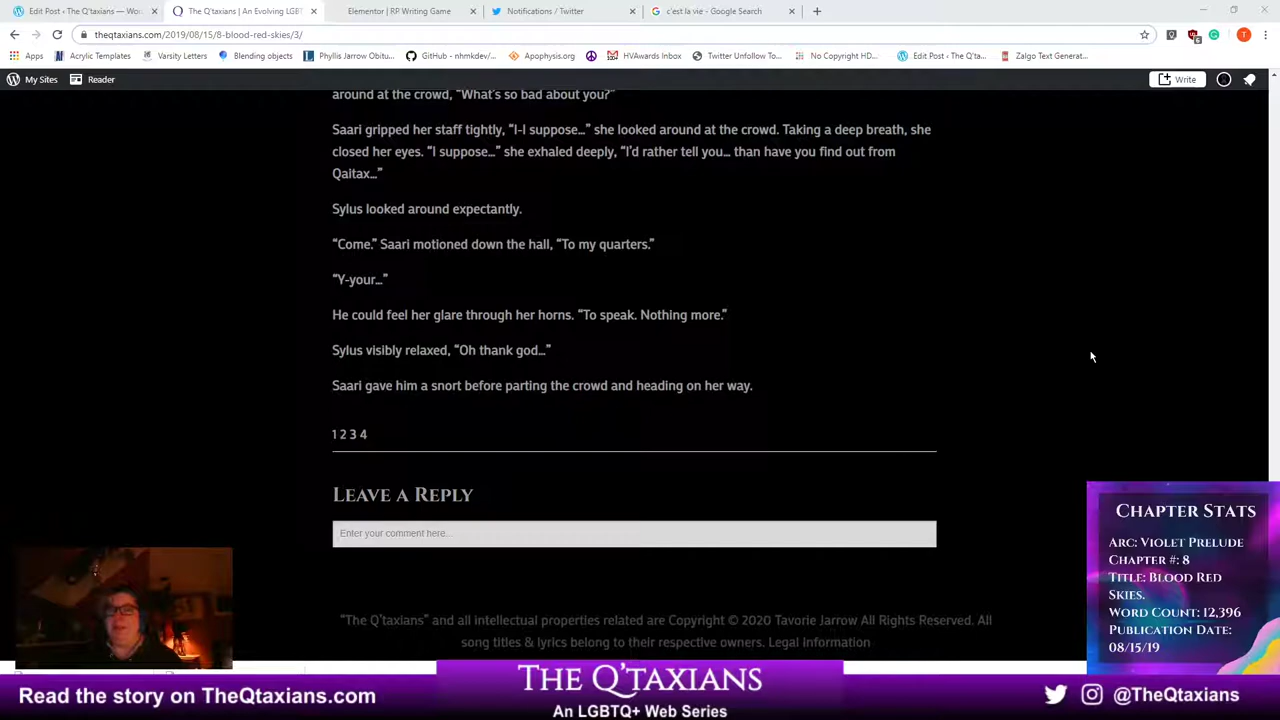 Edit Post ‹ The Q'taxians — Wor
The Q'taxians | An Evolving LGBT
Elementor | RP Writing Game
Notifications / Twitter
c'est la vie - Google Search
theqtaxians.com/2019/08/15/8-blood-red-skies/3/
Apps
Acrylic Templates
Varsity Letters
Blending objects
Phyllis Jarrow Obitu...
GitHub - nhmkdev/...
Apophysis.org
HVAwards Inbox
Twitter Unfollow To...
No Copyright HD...
Edit Post ‹ The Q'ta...
Zalgo Text Generat...
My Sites
Reader
Write
around at the crowd, “What’s so bad about you?”
Saari gripped her staff tightly, “I-I suppose…” she looked around at the crowd. Taking a deep breath, she
closed her eyes. “I suppose…” she exhaled deeply, “I’d rather tell you… than have you find out from
Qaitax…”
Sylus looked around expectantly.
“Come.” Saari motioned down the hall, “To my quarters.”
“Y-your…”
He could feel her glare through her horns. “To speak. Nothing more.”
Sylus visibly relaxed, “Oh thank god…”
Saari gave him a snort before parting the crowd and heading on her way.
1 2 3 4
Leave a Reply
Enter your comment here...
“The Q’taxians” and all intellectual properties related are Copyright © 2020 Tavorie Jarrow All Rights Reserved. All
song titles & lyrics belong to their respective owners. Legal Information
Chapter Stats
Arc: Violet Prelude
Chapter #: 8
Title: Blood Red
Skies.
Word Count: 12,396
Publication Date:
08/15/19
Read the story on TheQtaxians.com
The Q'taxians
An LGBTQ+ Web Series
@TheQtaxians